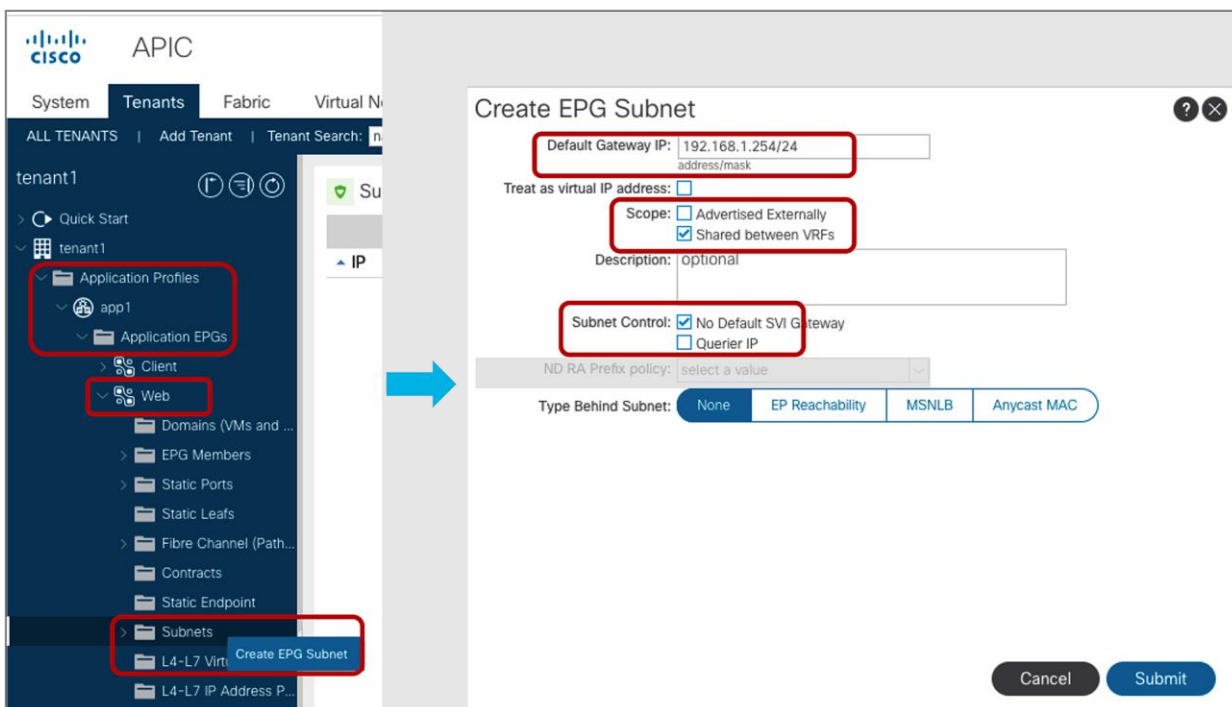 CISCO APIC
System Tenants Fabric Virtual N
ALL TENANTS | Add Tenant | Tenant Search: n
tenant1
Quick Start
tenant1
Application Profiles
app1
Application EPGs
Client
Web
Domains (VMs and ...
EPG Members
Static Ports
Static Leafs
Fibre Channel (Path...
Contracts
Static Endpoint
Subnets
Create EPG Subnet
L4-L7 Virtu
L4-L7 IP Address P...
Su
IP
Create EPG Subnet
Default Gateway IP: 192.168.1.254/24
address/mask
Treat as virtual IP address:
Scope: Advertised Externally
Shared between VRFs
Description: optional
Subnet Control: No Default SVI Gateway
Querier IP
ND RA Prefix policy: select a value
Type Behind Subnet: None EP Reachability MSNLB Anycast MAC
Cancel Submit